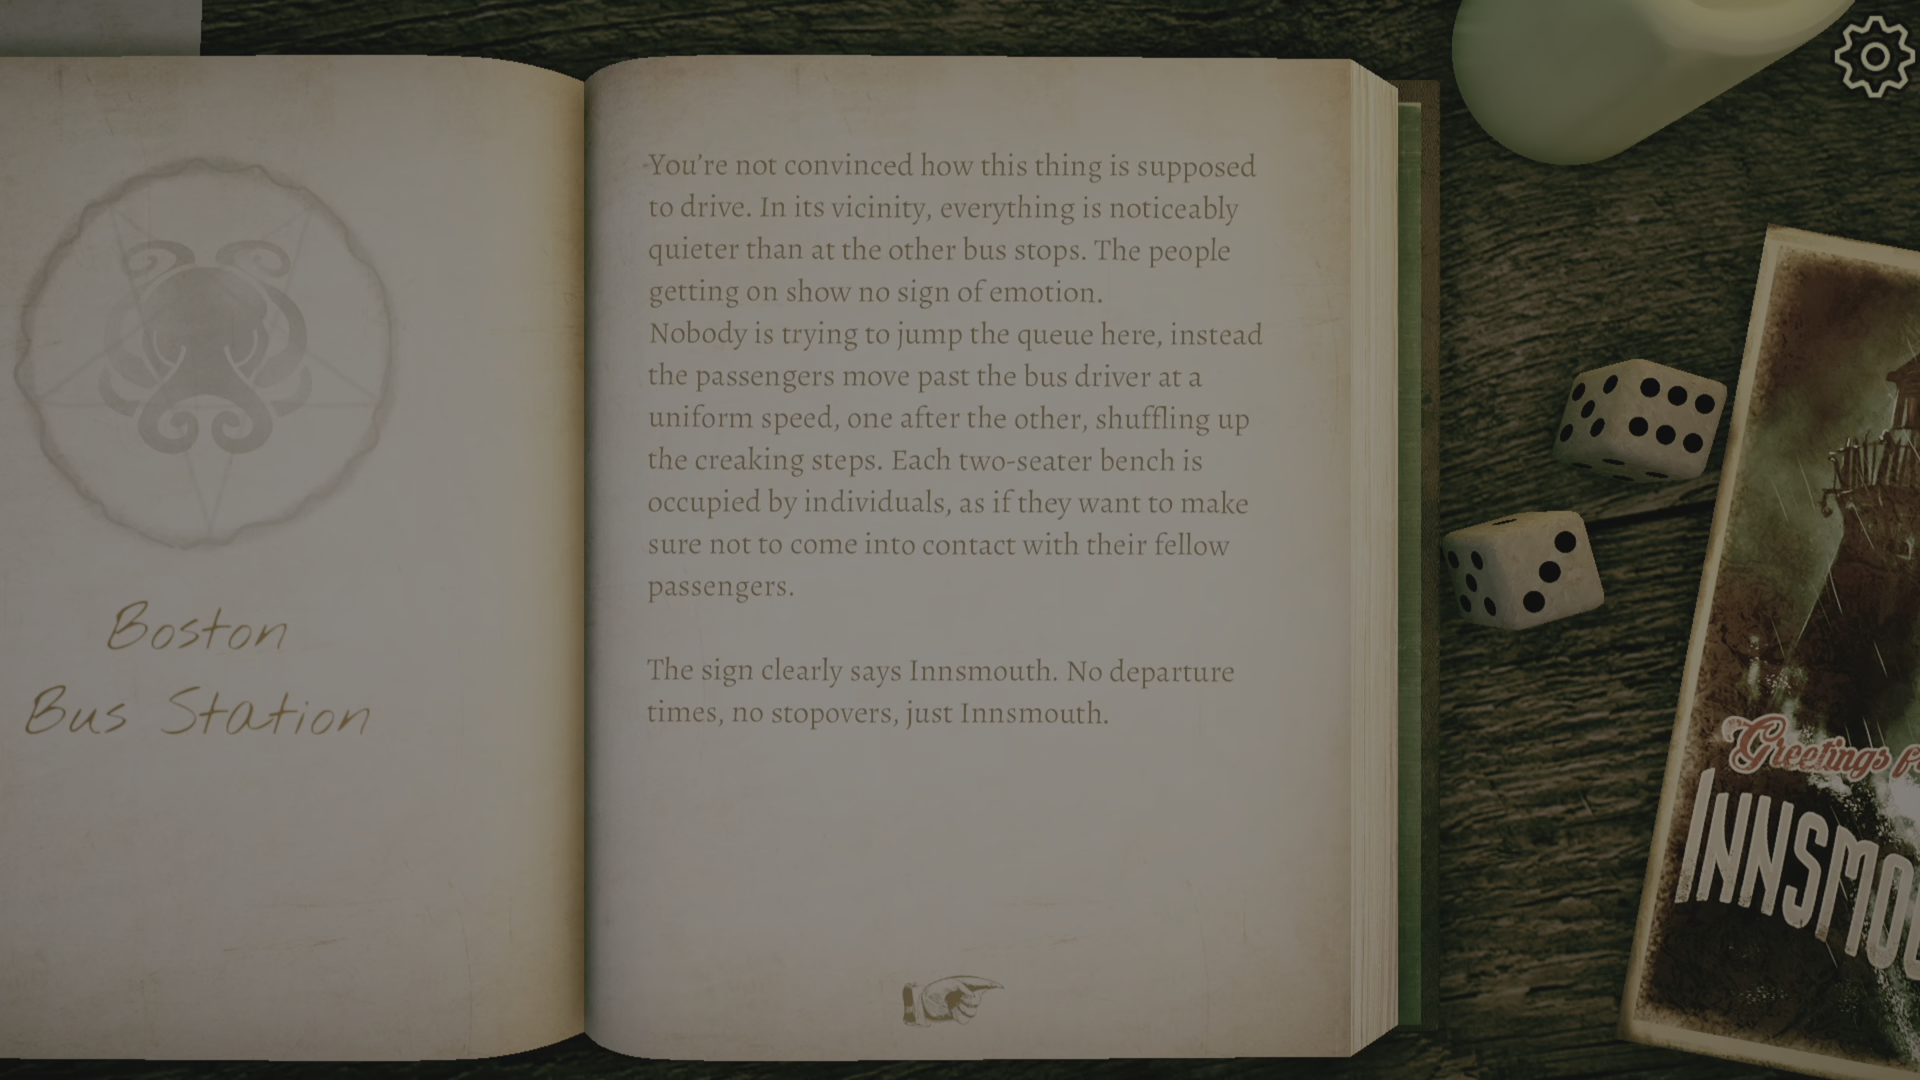 Boston
Bus Station
You're not convinced how this thing is supposed
to drive. In its vicinity, everything is noticeably
quieter than at the other bus stops. The people
getting on show no sign of emotion.
Nobody is trying to jump the queue here, instead
the passengers move past the bus driver at a
uniform speed, one after the other, shuffling up
the creaking steps. Each two-seater bench is
occupied by individuals, as if they want to make
sure not to come into contact with their fellow
passengers.
The sign clearly says Innsmouth. No departure
times, no stopovers, just Innsmouth.
Greetings